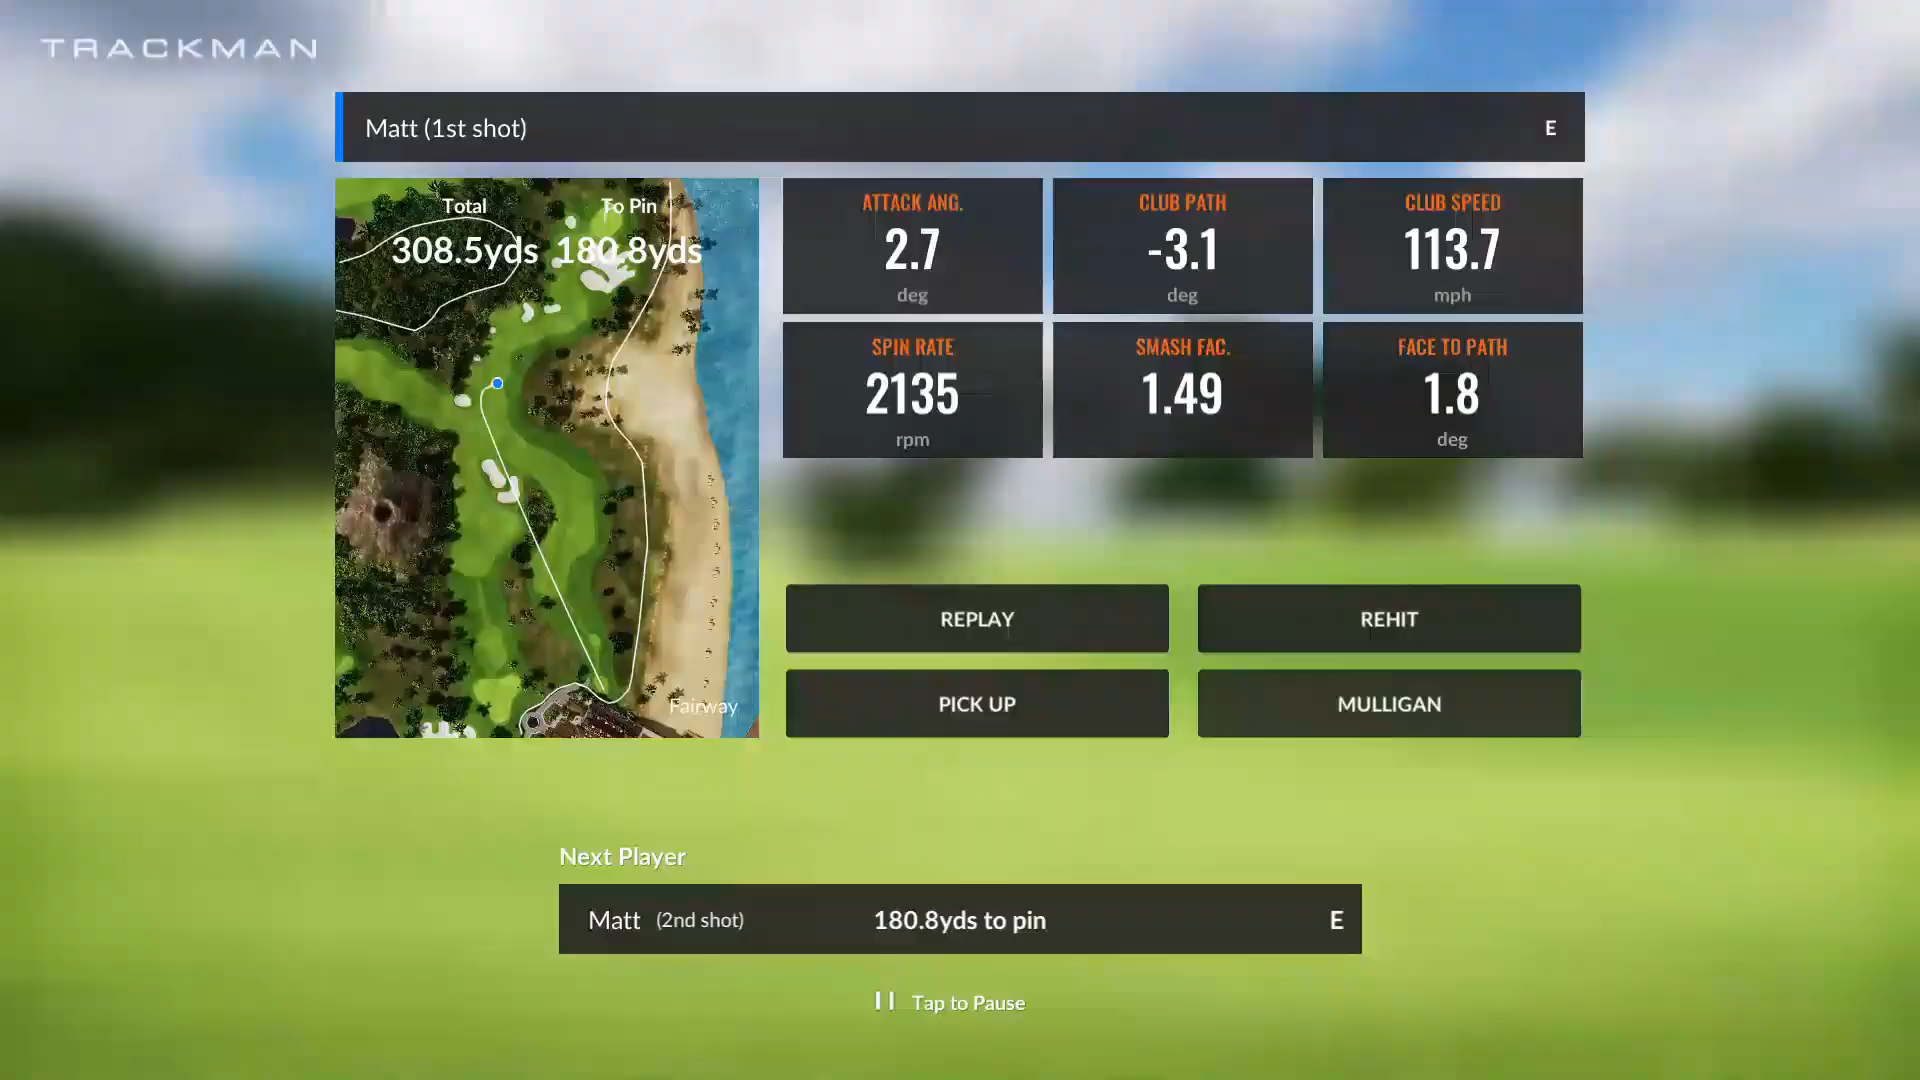 TRACKMAN
Matt (1st shot) E
Total To Pin
308.5yds 180.8yds
Fairway
ATTACK ANG. CLUB PATH CLUB SPEED
2.7 -3.1 113.7
deg deg mph
SPIN RATE SMASH FAC. FACE TO PATH
2135 1.49 1.8
rpm deg
REPLAY REHIT
PICK UP MULLIGAN
Next Player
Matt (2nd shot) 180.8yds to pin E
Tap to Pause